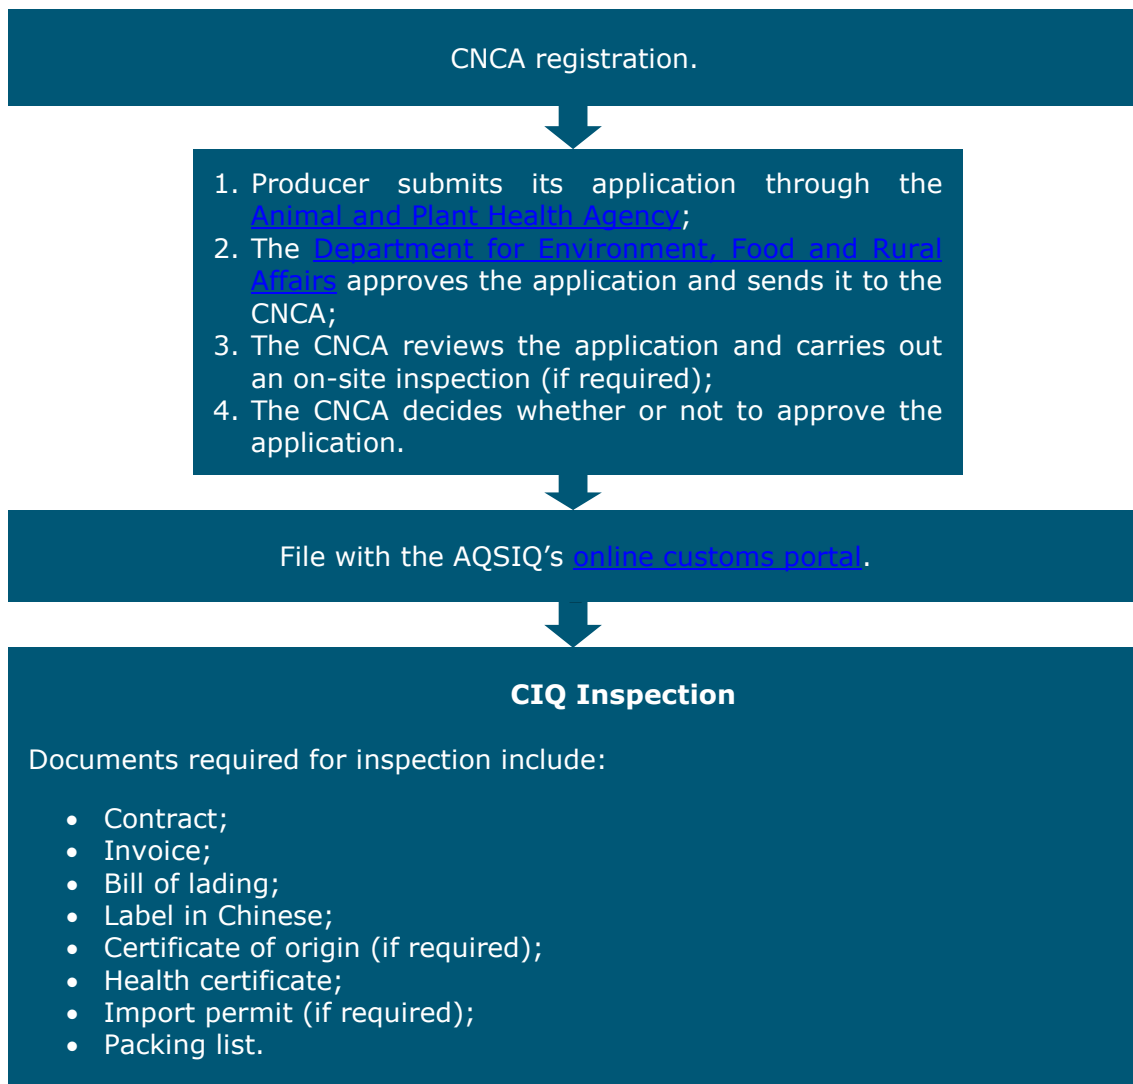 CNCA registration.
1. Producer submits its application through the
Animal and Plant Health Agency;
2. The Department for Environment, Food and Rural
Affairs approves the application and sends it to the
CNCA;
3. The CNCA reviews the application and carries out
an on-site inspection (if required);
4. The CNCA decides whether or not to approve the
application.
File with the AQSIQ’s online customs portal.
CIQ Inspection
Documents required for inspection include:
• Contract;
• Invoice;
• Bill of lading;
• Label in Chinese;
• Certificate of origin (if required);
• Health certificate;
• Import permit (if required);
• Packing list.